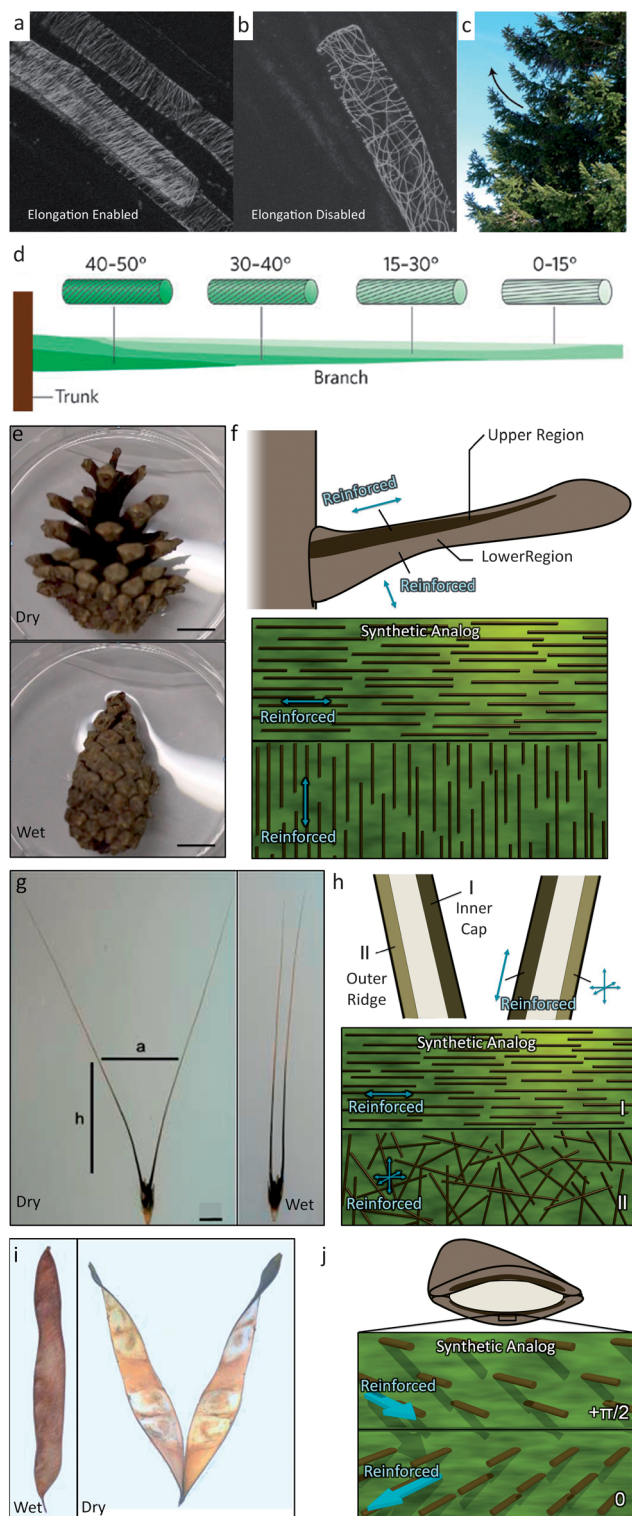 a
b
c
Elongation Enabled
Elongation Disabled
d
40-50°
30-40°
15-30°
0-15°
Branch
Trunk
e
f
Upper Region
Reinforced
LowerRegion
Reinforced
Dry
Synthetic Analog
Reinforced
Reinforced
Wet
g
h
I
Inner
Cap
II
Outer
Ridge
Reinforced
a
h
Synthetic Analog
Reinforced
I
Reinforced
II
Dry
Wet
i
j
Synthetic Analog
Reinforced
+π/2
Reinforced
0
Wet
Dry